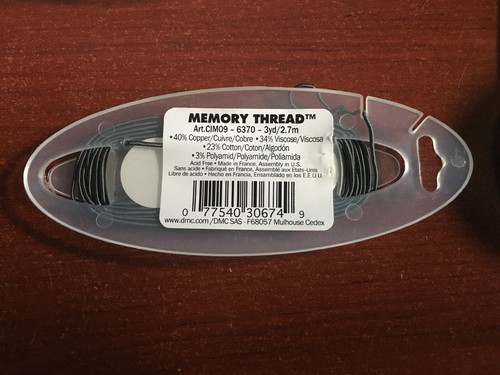 MEMORY THREAD™
Art.CIM09 - 6370 - 3yd/2.7m
•40% Copper/Cuivre/Cobre •34% Viscose/Viscosa
•23% Cotton/Coton/Algodón
•3% Polyamid/Polyamide/Poliamida
Acid Free • Made in France, Assembly in U.S.
Sans acide • Fabriqué en France, Assemblé aux Etats-Unis
Libre de acido • Hecho en Francia, Ensamblado en los E.E.U.U.
0 77540 30674 9
www.dmc.com /DMC SAS - F68057 Mulhouse Cedex